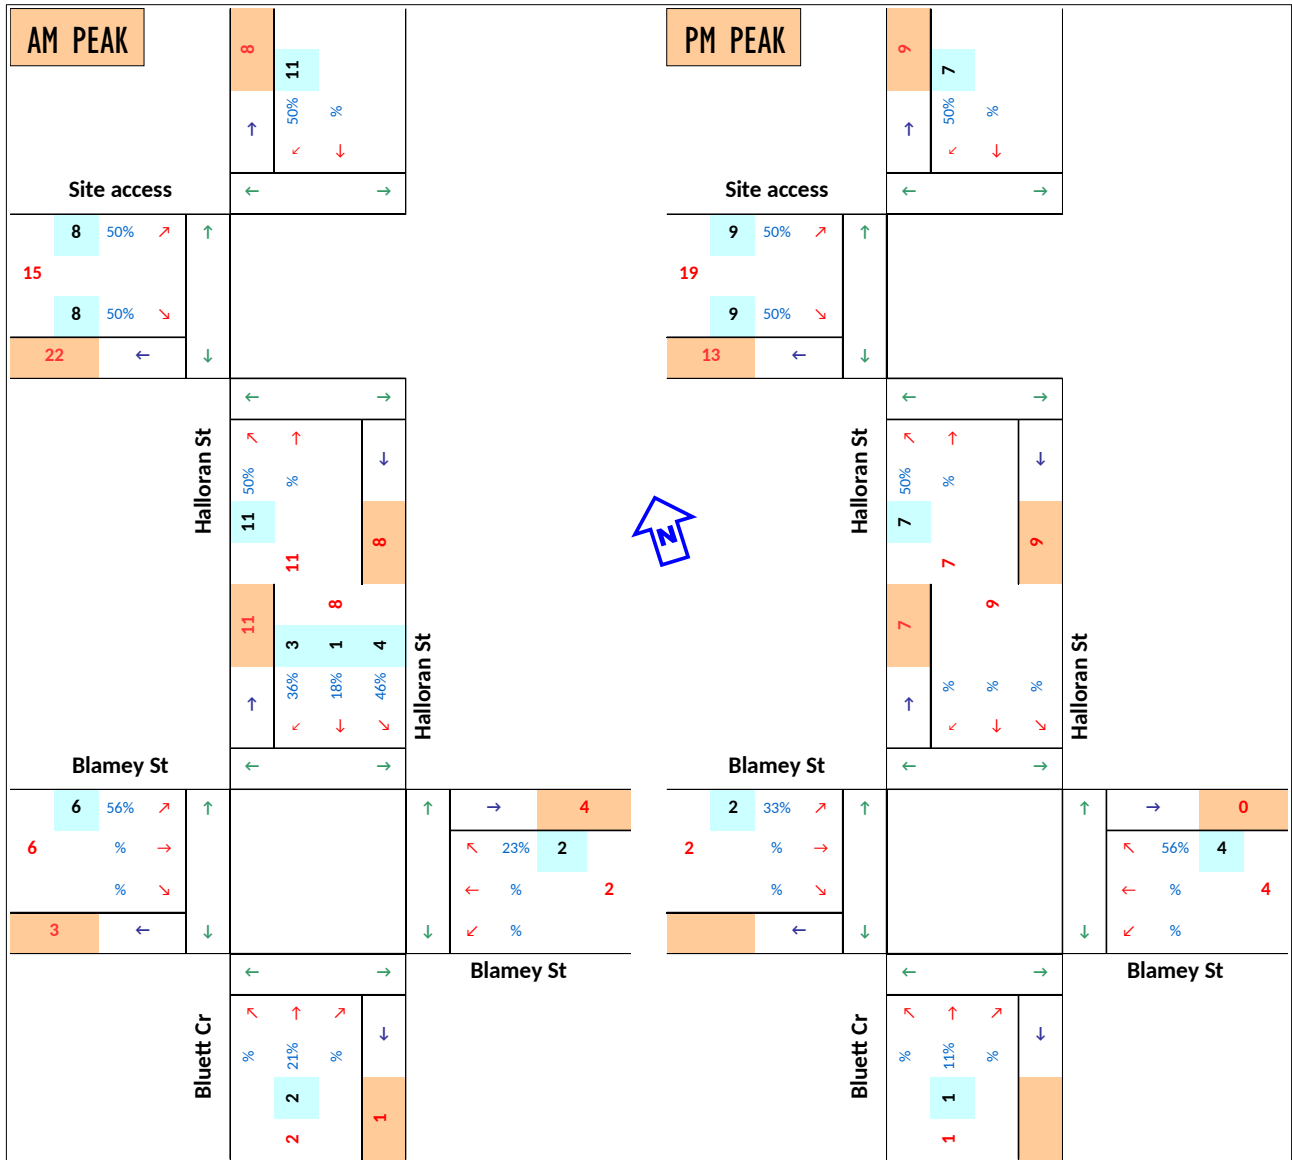 AM PEAK
8
11
50% %
↑ ↙ ↓
Site access
← →
8 50% ↗ ↑
15
8 50% ↘
22 ← ↓
← →
Halloran St
↖ ↑ ↓
50% %
11
11
8
11
8
3 1 4
36% 18% 46%
↑ ↙ ↓ ↘
Halloran St
Blamey St
← →
6 56% ↗ ↑
6 % →
% ↘
3 ← ↓
↑ → 4
↖ 23% 2
← % 2
↓ ↙ %
Blamey St
← →
Bluett Cr
↖ ↑ ↗ ↓
% 21% %
2
2
1
N
PM PEAK
9
7
50% %
↑ ↙ ↓
Site access
← →
9 50% ↗ ↑
19
9 50% ↘
13 ← ↓
← →
Halloran St
↖ ↑ ↓
50% %
7
7
9
7
9
% % %
↑ ↙ ↓ ↘
Halloran St
Blamey St
← →
2 33% ↗ ↑
2 % →
% ↘
← ↓
↑ → 0
↖ 56% 4
← % 4
↓ ↙ %
Blamey St
← →
Bluett Cr
↖ ↑ ↗ ↓
% 11% %
1
1